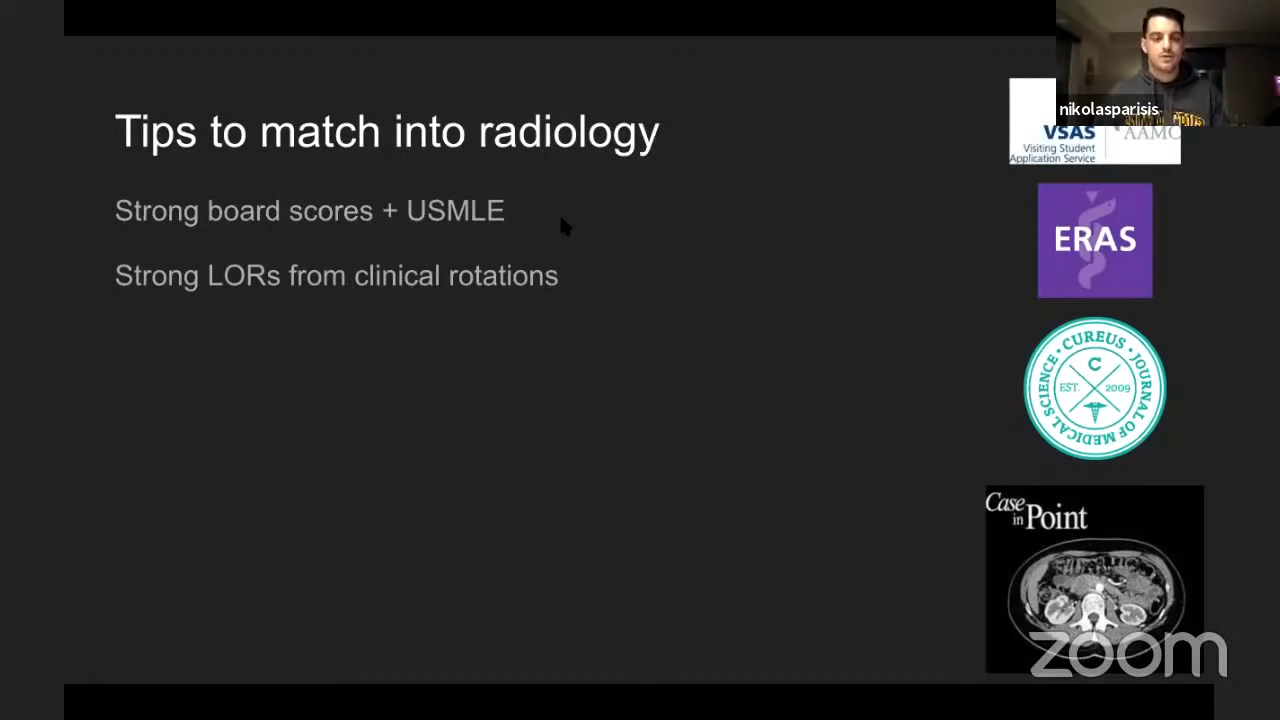 Tips to match into radiology
Strong board scores + USMLE
Strong LORs from clinical rotations
nikolasparisis
VSAS
AAMC
Visiting Student
Application Service
ERAS
CUREUS • JOURNAL OF MEDICAL SCIENCE •
C
EST. 2009
Case
in Point
zoom